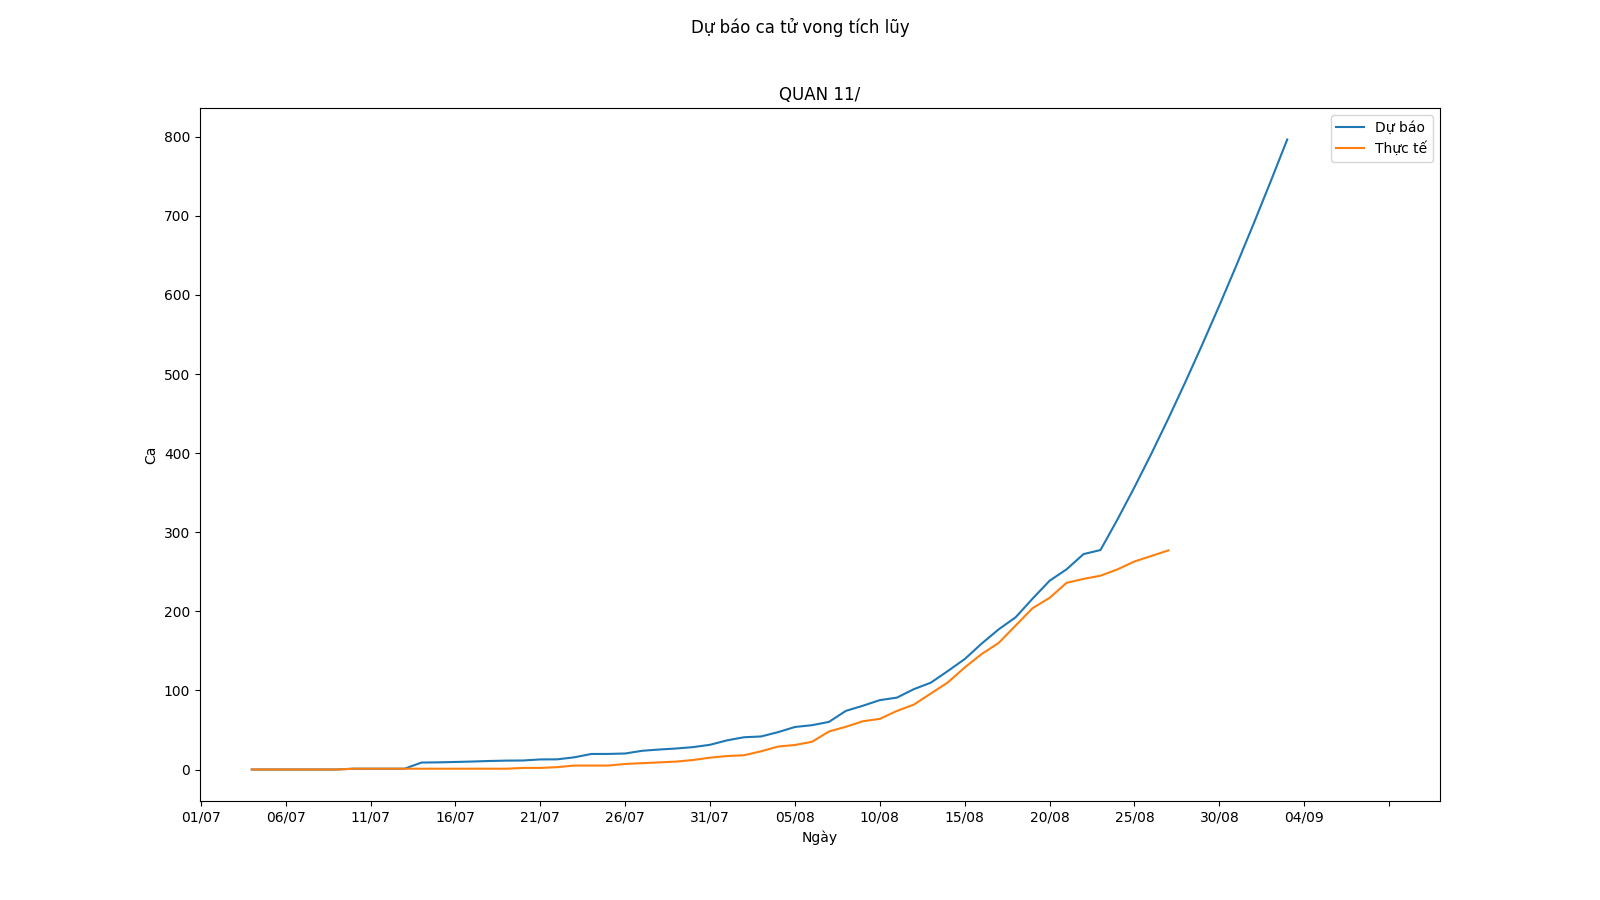 Dự báo ca tử vong tích lũy
QUAN 11/
Dự báo
Thực tế
Ca
800
700
600
500
400
300
200
100
0
01/07 06/07 11/07 16/07 21/07 26/07 31/07 05/08 10/08 15/08 20/08 25/08 30/08 04/09
Ngày